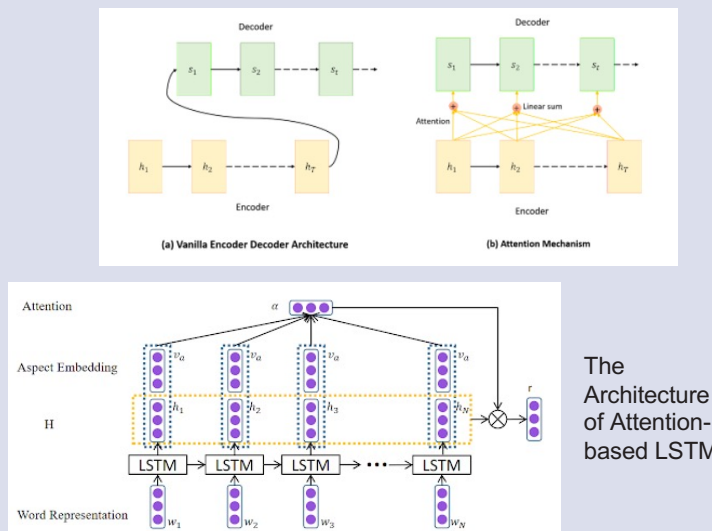 Decoder
s1 s2 st
Encoder
h1 h2 hT
(a) Vanilla Encoder Decoder Architecture
Decoder
s1 s2 st
Linear sum
Attention
h1 h2 hT
Encoder
(b) Attention Mechanism
Attention α
Aspect Embedding va va va va
r
H h1 h2 h3 hN
LSTM LSTM LSTM LSTM
Word Representation w1 w2 w3 wN
The
Architecture
of Attention-
based LSTM